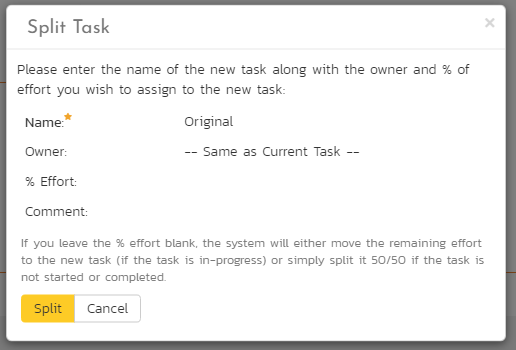 Split Task
×
Please enter the name of the new task along with the owner and % of
effort you wish to assign to the new task:
Name:* Original
Owner: -- Same as Current Task --
% Effort:
Comment:
If you leave the % effort blank, the system will either move the remaining effort
to the new task (if the task is in-progress) or simply split it 50/50 if the task is
not started or completed.
Split Cancel